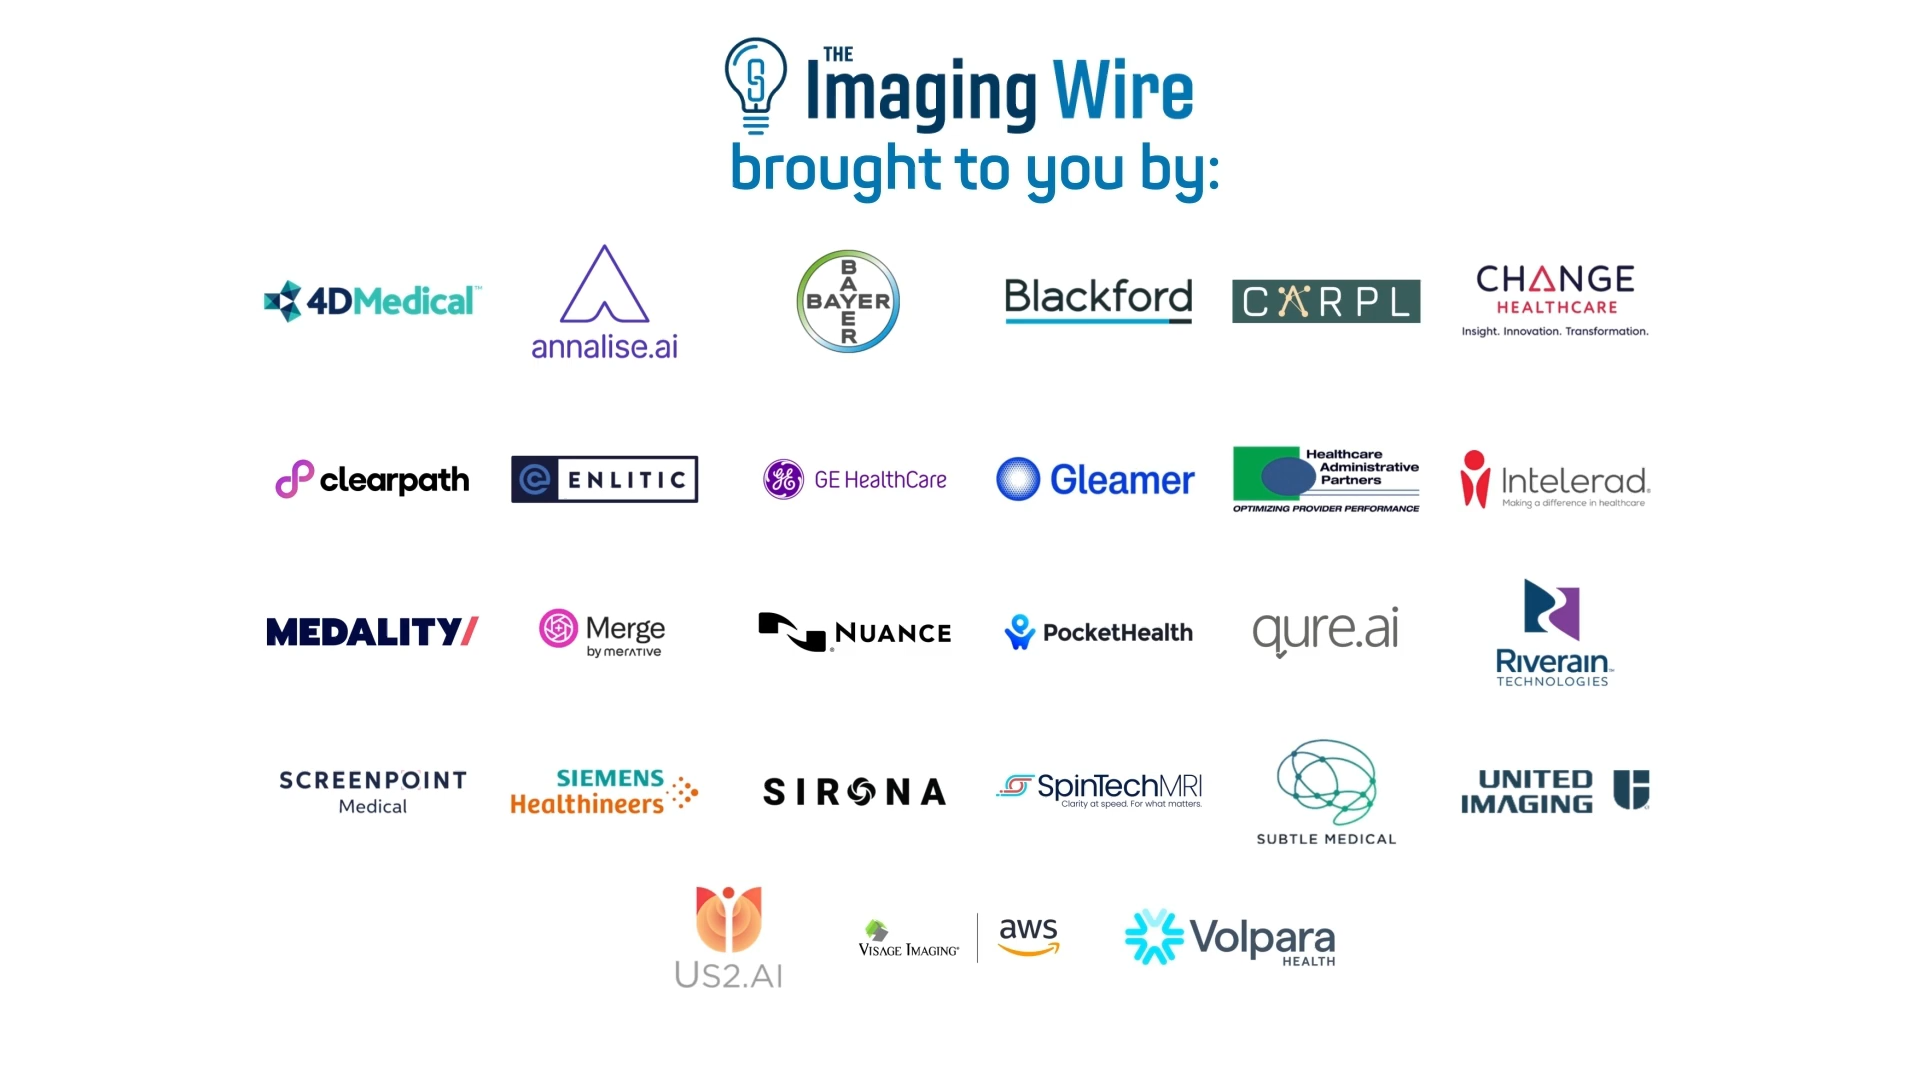 THE
Imaging Wire
brought to you by:
4DMedical™
annalise.ai
BAYER
BAYER
Blackford
CARPL
CHANGE
HEALTHCARE
Insight. Innovation. Transformation.
clearpath
ENLITIC
GE HealthCare
Gleamer
Healthcare
Administrative
Partners
OPTIMIZING PROVIDER PERFORMANCE
Intelerad®
Making a difference in healthcare
MEDALITY/
Merge
by merative
NUANCE
PocketHealth
qure.ai
Riverain™
TECHNOLOGIES
SCREENPOINT
Medical
SIEMENS
Healthineers
SIRONA
SpinTechMRI
Clarity at speed. For what matters.
SUBTLE MEDICAL
UNITED
IMAGING
US2.AI
VISAGE IMAGING®
aws
Volpara
HEALTH